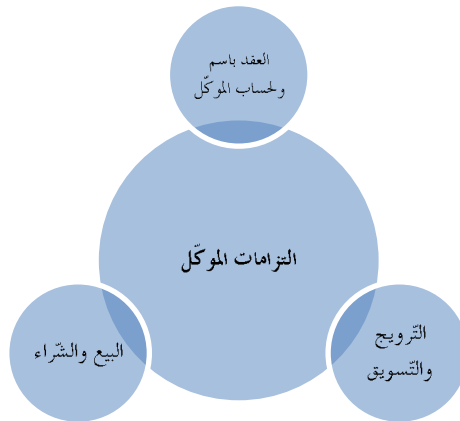 العقد باسم
ولحساب الموكّل
التزامات الموكّل
التّرويج
والتّسويق
البيع والشّراء